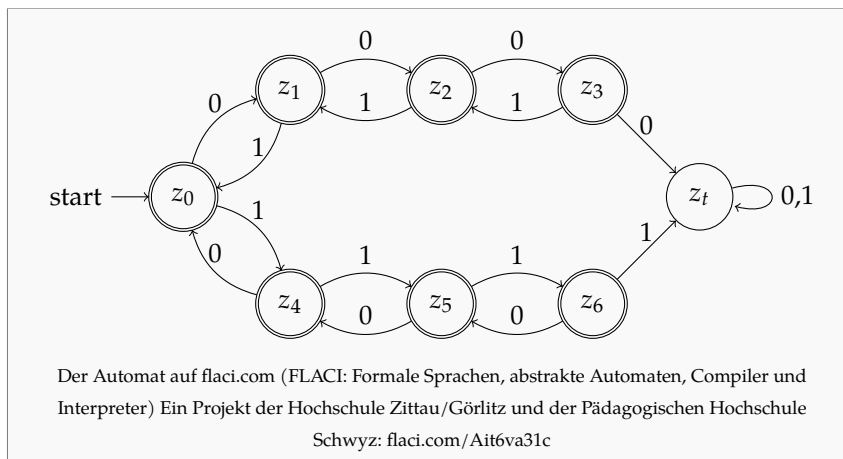 0 0
z1 z2 z3
1 1
0 1 0
start z0 zt 0,1
1 0 1
1 1
z4 z5 z6
0 0
Der Automat auf flaci.com (FLACI: Formale Sprachen, abstrakte Automaten, Compiler und
Interpreter) Ein Projekt der Hochschule Zittau/Görlitz und der Pädagogischen Hochschule
Schwyz: flaci.com/Ait6va31c